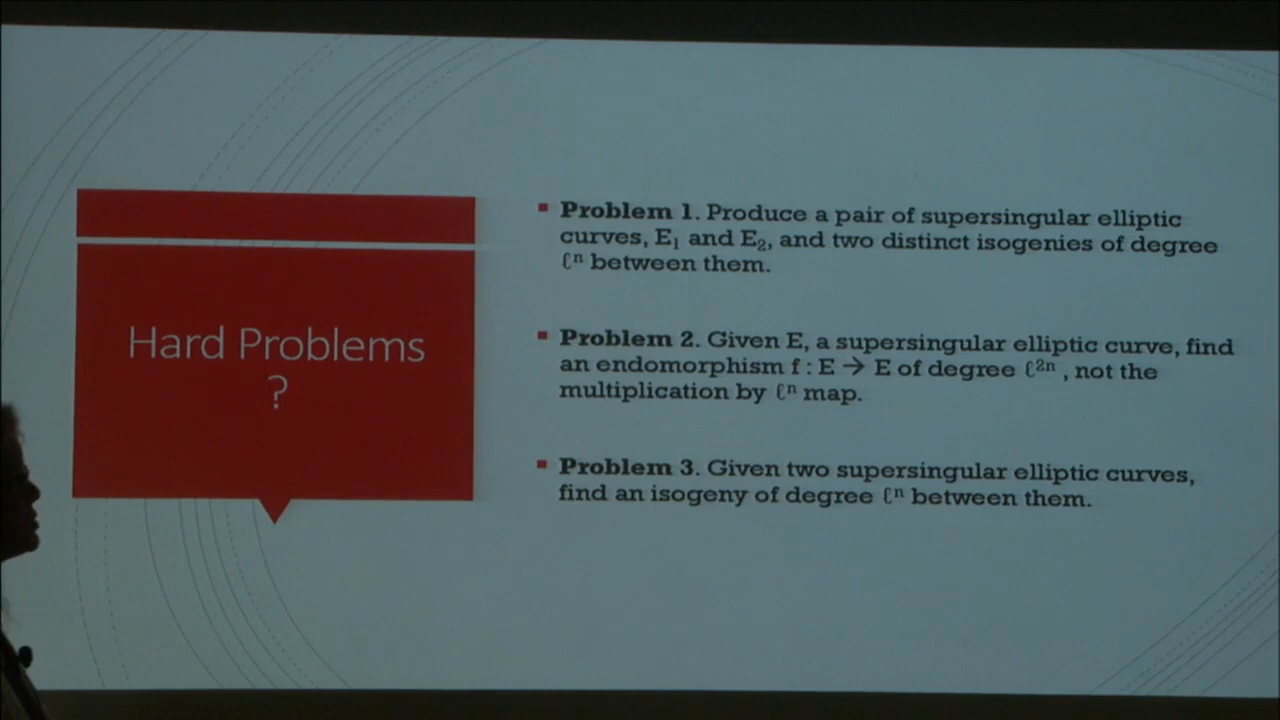 Hard Problems
?
▪ Problem 1. Produce a pair of supersingular elliptic
curves, E₁ and E₂, and two distinct isogenies of degree
ℓⁿ between them.
▪ Problem 2. Given E, a supersingular elliptic curve, find
an endomorphism f : E → E of degree ℓ²ⁿ , not the
multiplication by ℓⁿ map.
▪ Problem 3. Given two supersingular elliptic curves,
find an isogeny of degree ℓⁿ between them.